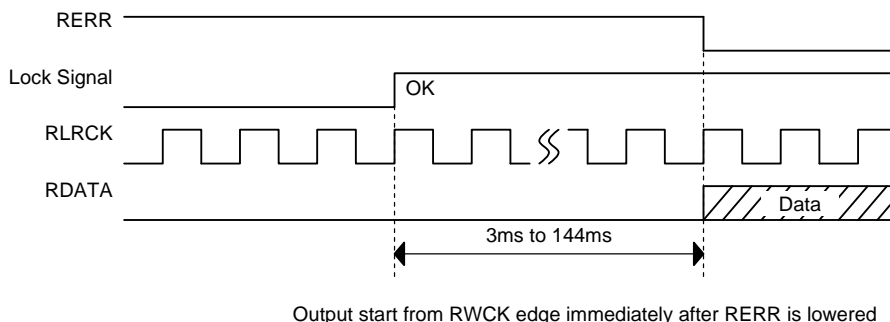 RERR
Lock Signal
OK
RLRCK
RDATA
Data
3ms to 144ms
Output start from RWCK edge immediately after RERR is lowered